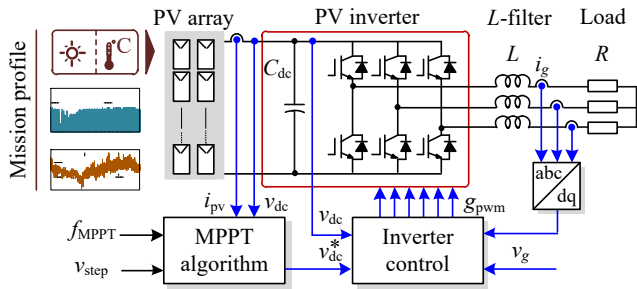 PV array
PV inverter
L-filter
Load
°C
Mission profile
C_dc
L
i_g
R
abc
dq
i_pv
v_dc
v_dc
g_pwm
f_MPPT
MPPT
algorithm
v_dc*
Inverter
control
v_step
v_g